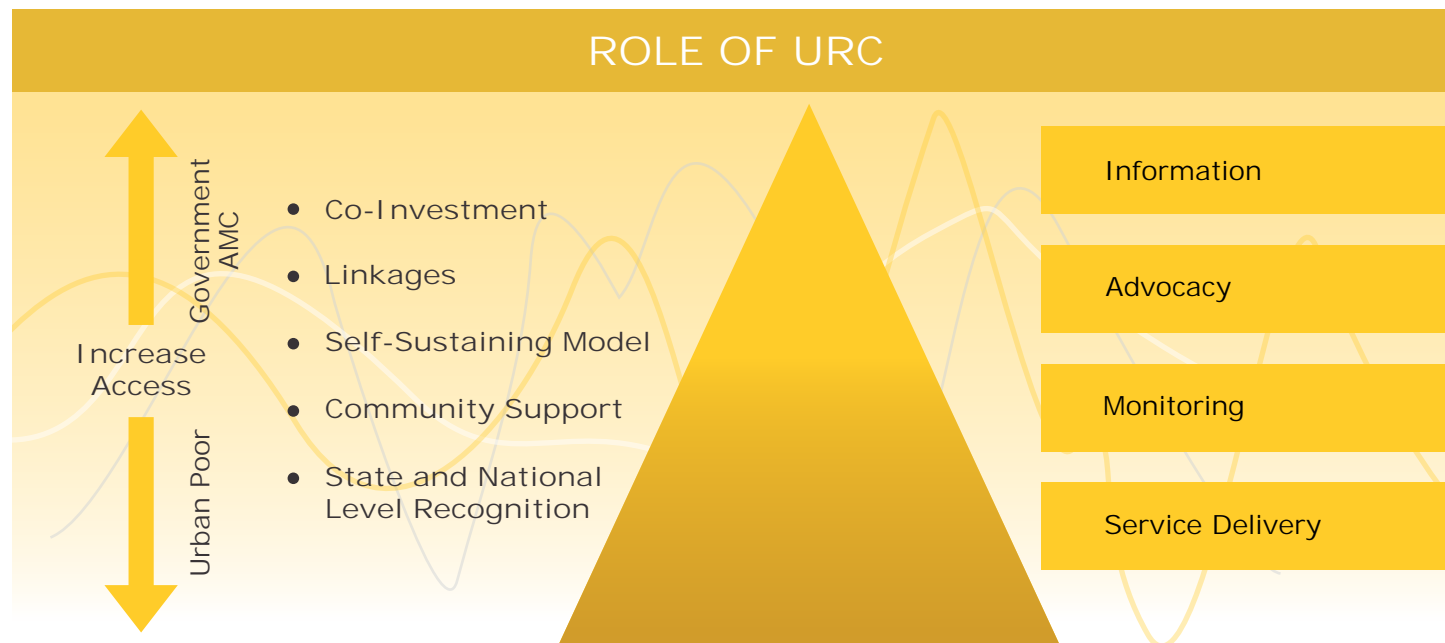 ROLE OF URC
Government
AMC
Increase
Access
Urban Poor
Co-Investment
Linkages
Self-Sustaining Model
Community Support
State and National
Level Recognition
Information
Advocacy
Monitoring
Service Delivery